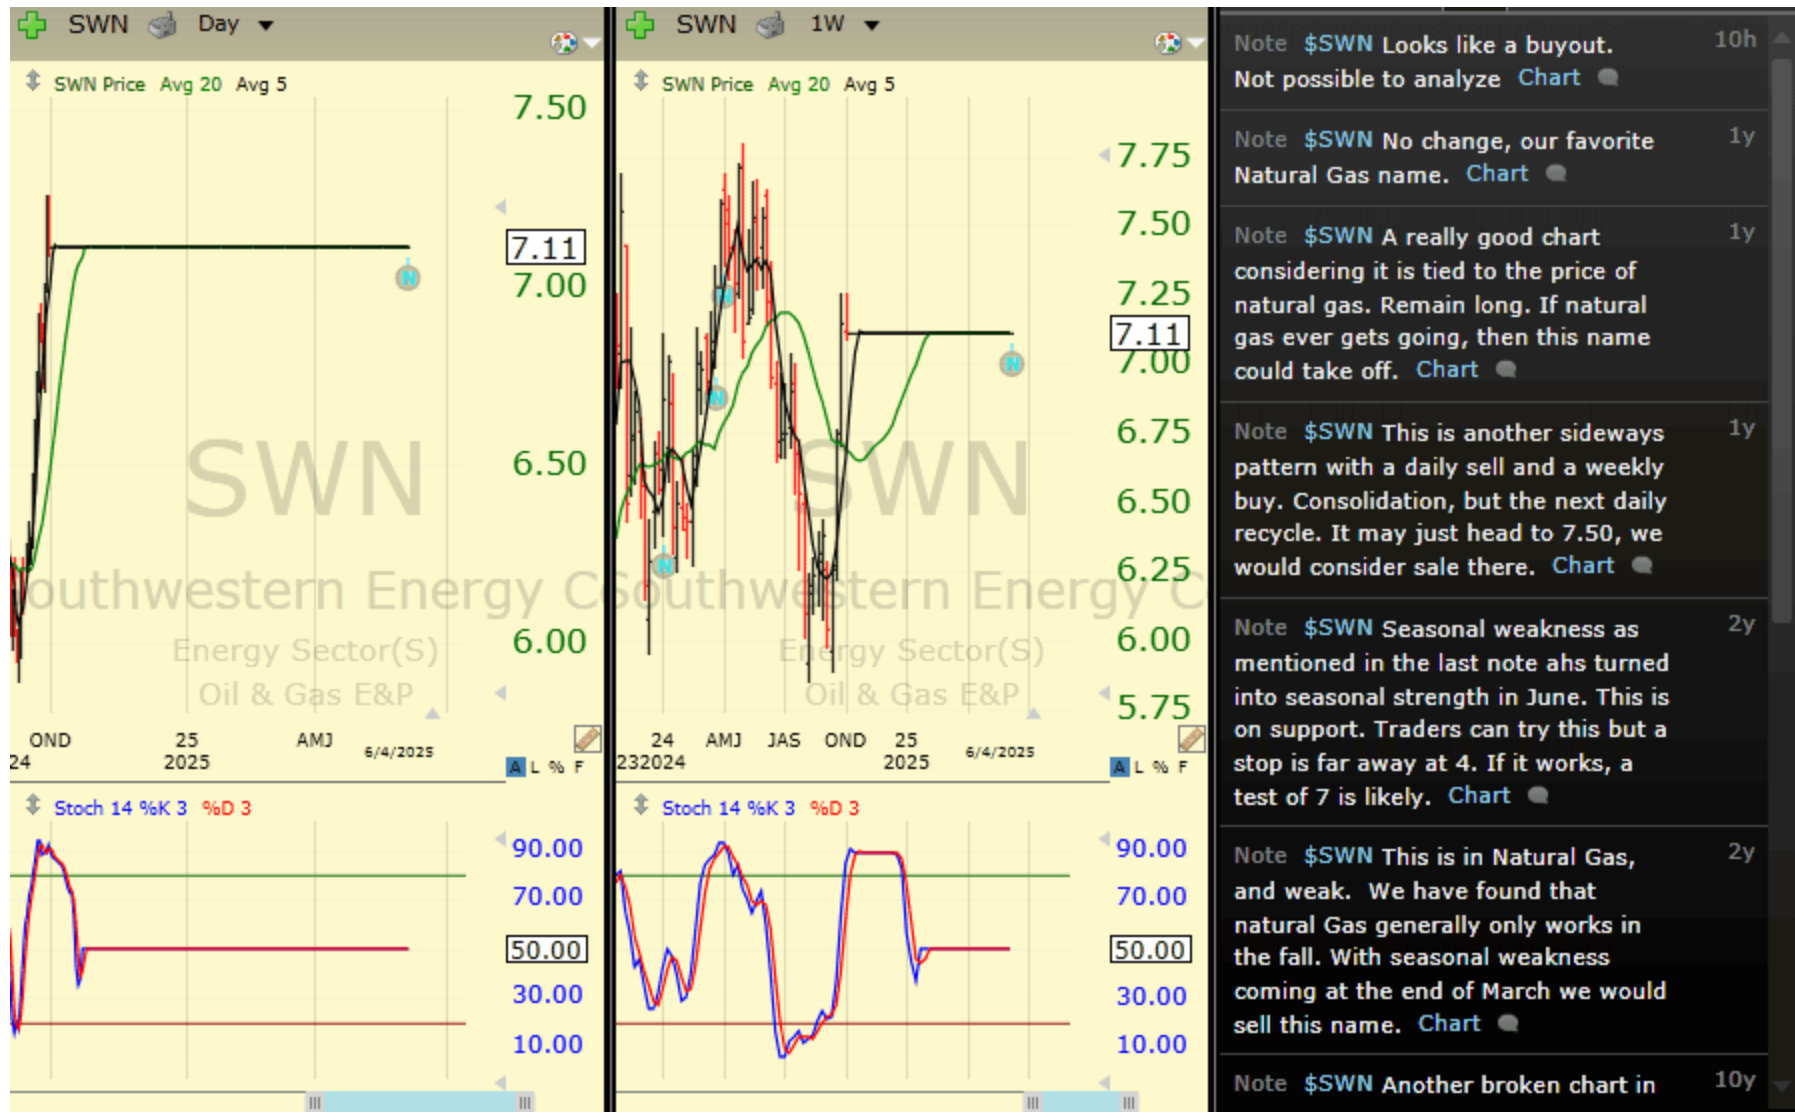 SWN Day
SWN Price Avg 20 Avg 5
7.50
7.11
7.00
6.50
6.00
SWN
outhwestern Energy C
Energy Sector(S)
Oil & Gas E&P
OND 25 AMJ 6/4/2025
24 2025
A L % F
Stoch 14 %K 3 %D 3
90.00
70.00
50.00
30.00
10.00
N
SWN 1W
SWN Price Avg 20 Avg 5
7.75
7.50
7.25
7.11
7.00
6.75
6.50
6.25
6.00
5.75
N
N
N
N
SWN
Southwestern Energy C
Energy Sector(S)
Oil & Gas E&P
24 AMJ JAS OND 25 6/4/2025
232024 2025
A L % F
Stoch 14 %K 3 %D 3
90.00
70.00
50.00
30.00
10.00
Note $SWN Looks like a buyout. 10h
Not possible to analyze Chart
Note $SWN No change, our favorite 1y
Natural Gas name. Chart
Note $SWN A really good chart 1y
considering it is tied to the price of
natural gas. Remain long. If natural
gas ever gets going, then this name
could take off. Chart
Note $SWN This is another sideways 1y
pattern with a daily sell and a weekly
buy. Consolidation, but the next daily
recycle. It may just head to 7.50, we
would consider sale there. Chart
Note $SWN Seasonal weakness as 2y
mentioned in the last note ahs turned
into seasonal strength in June. This is
on support. Traders can try this but a
stop is far away at 4. If it works, a
test of 7 is likely. Chart
Note $SWN This is in Natural Gas, 2y
and weak. We have found that
natural Gas generally only works in
the fall. With seasonal weakness
coming at the end of March we would
sell this name. Chart
Note $SWN Another broken chart in 10y